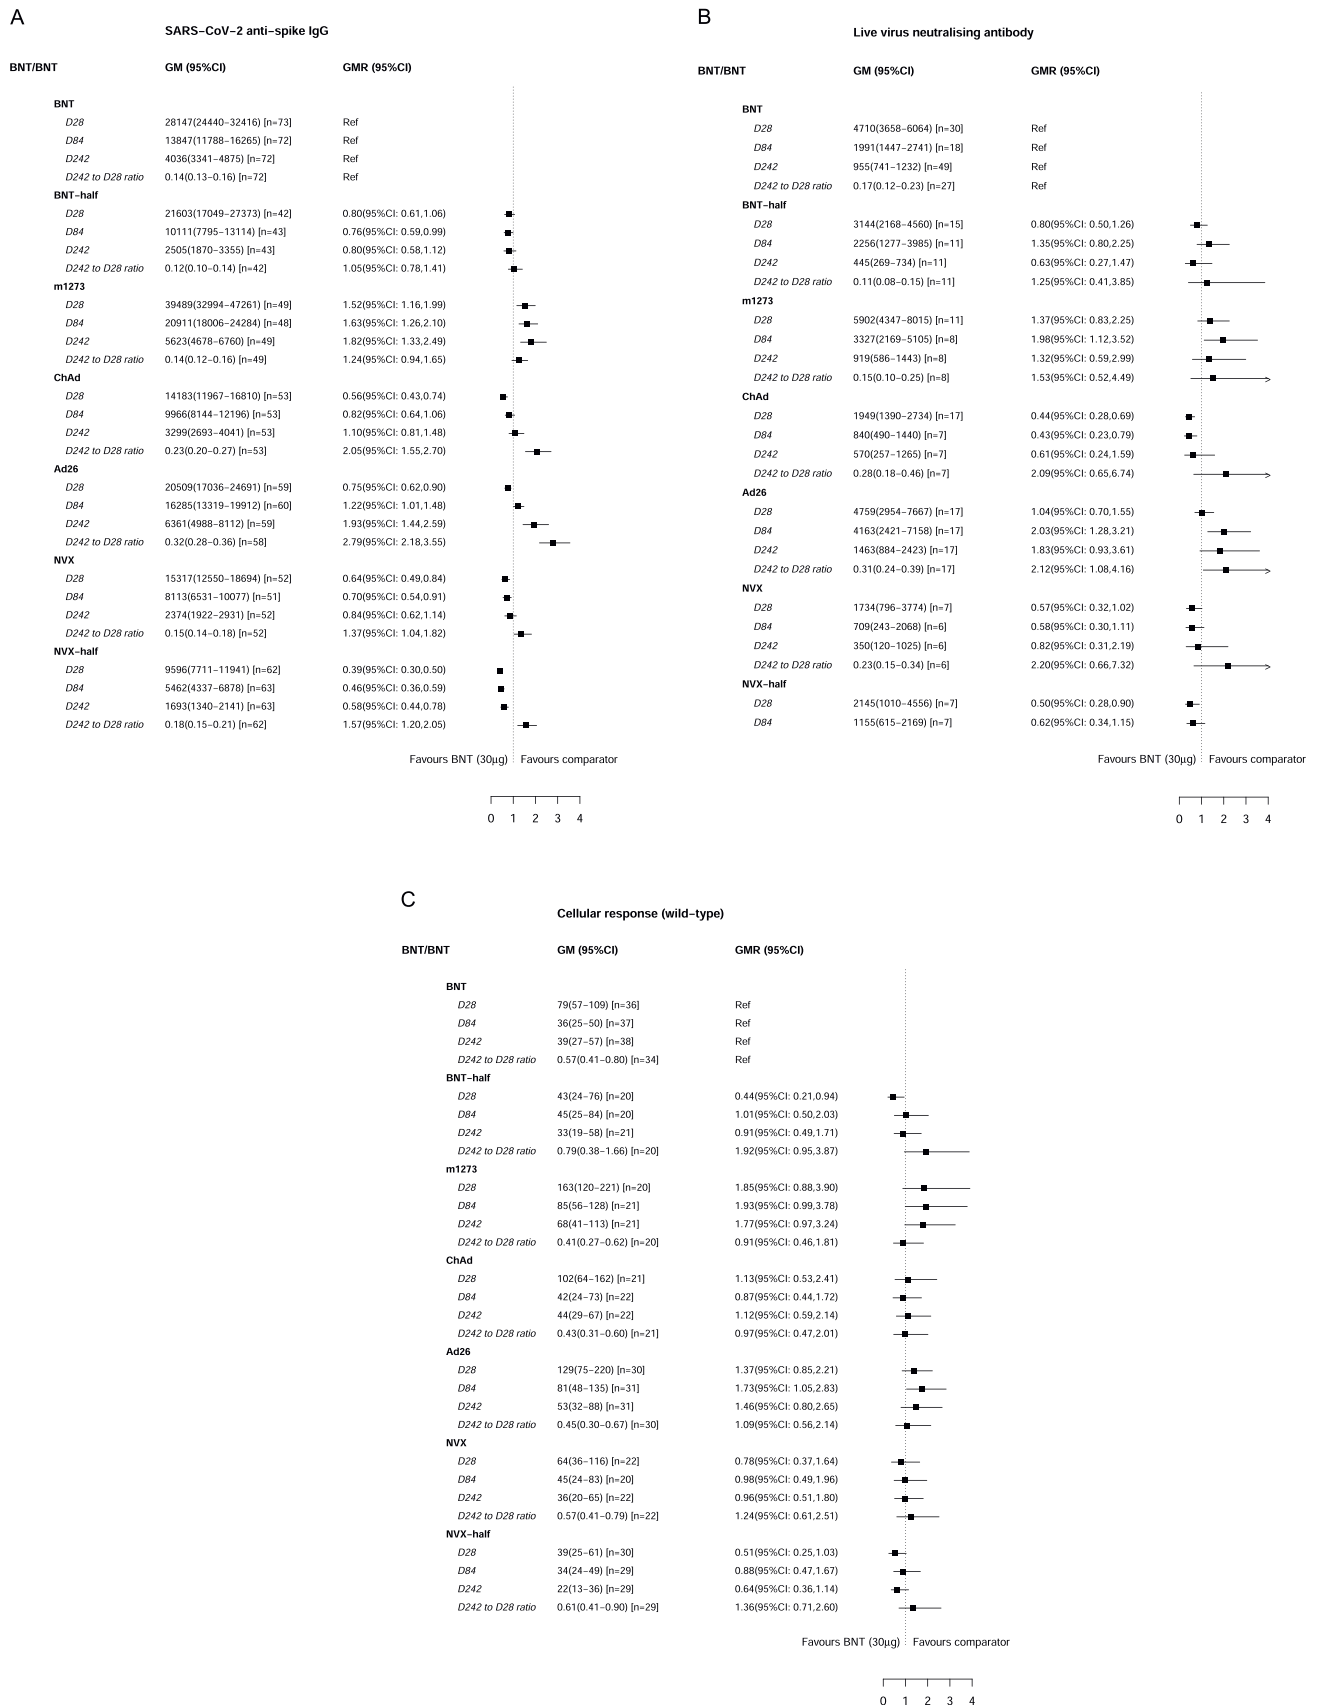 A
SARS−CoV−2 anti−spike IgG
BNT/BNT GM (95%CI) GMR (95%CI)
BNT
D28 28147(24440−32416) [n=73] Ref
D84 13847(11788−16265) [n=72] Ref
D242 4036(3341−4875) [n=72] Ref
D242 to D28 ratio 0.14(0.13−0.16) [n=72] Ref
BNT−half
D28 21603(17049−27373) [n=42] 0.80(95%CI: 0.61,1.06)
D84 10111(7795−13114) [n=43] 0.76(95%CI: 0.59,0.99)
D242 2505(1870−3355) [n=43] 0.80(95%CI: 0.58,1.12)
D242 to D28 ratio 0.12(0.10−0.14) [n=42] 1.05(95%CI: 0.78,1.41)
m1273
D28 39489(32994−47261) [n=49] 1.52(95%CI: 1.16,1.99)
D84 20911(18006−24284) [n=48] 1.63(95%CI: 1.26,2.10)
D242 5623(4678−6760) [n=49] 1.82(95%CI: 1.33,2.49)
D242 to D28 ratio 0.14(0.12−0.16) [n=49] 1.24(95%CI: 0.94,1.65)
ChAd
D28 14183(11967−16810) [n=53] 0.56(95%CI: 0.43,0.74)
D84 9966(8144−12196) [n=53] 0.82(95%CI: 0.64,1.06)
D242 3299(2693−4041) [n=53] 1.10(95%CI: 0.81,1.48)
D242 to D28 ratio 0.23(0.20−0.27) [n=53] 2.05(95%CI: 1.55,2.70)
Ad26
D28 20509(17036−24691) [n=59] 0.75(95%CI: 0.62,0.90)
D84 16285(13319−19912) [n=60] 1.22(95%CI: 1.01,1.48)
D242 6361(4988−8112) [n=59] 1.93(95%CI: 1.44,2.59)
D242 to D28 ratio 0.32(0.28−0.36) [n=58] 2.79(95%CI: 2.18,3.55)
NVX
D28 15317(12550−18694) [n=52] 0.64(95%CI: 0.49,0.84)
D84 8113(6531−10077) [n=51] 0.70(95%CI: 0.54,0.91)
D242 2374(1922−2931) [n=52] 0.84(95%CI: 0.62,1.14)
D242 to D28 ratio 0.15(0.14−0.18) [n=52] 1.37(95%CI: 1.04,1.82)
NVX−half
D28 9596(7711−11941) [n=62] 0.39(95%CI: 0.30,0.50)
D84 5462(4337−6878) [n=63] 0.46(95%CI: 0.36,0.59)
D242 1693(1340−2141) [n=63] 0.58(95%CI: 0.44,0.78)
D242 to D28 ratio 0.18(0.15−0.21) [n=62] 1.57(95%CI: 1.20,2.05)
Favours BNT (30μg) Favours comparator
0 1 2 3 4
B
Live virus neutralising antibody
BNT/BNT GM (95%CI) GMR (95%CI)
BNT
D28 4710(3658−6064) [n=30] Ref
D84 1991(1447−2741) [n=18] Ref
D242 955(741−1232) [n=49] Ref
D242 to D28 ratio 0.17(0.12−0.23) [n=27] Ref
BNT−half
D28 3144(2168−4560) [n=15] 0.80(95%CI: 0.50,1.26)
D84 2256(1277−3985) [n=11] 1.35(95%CI: 0.80,2.25)
D242 445(269−734) [n=11] 0.63(95%CI: 0.27,1.47)
D242 to D28 ratio 0.11(0.08−0.15) [n=11] 1.25(95%CI: 0.41,3.85)
m1273
D28 5902(4347−8015) [n=11] 1.37(95%CI: 0.83,2.25)
D84 3327(2169−5105) [n=8] 1.98(95%CI: 1.12,3.52)
D242 919(586−1443) [n=8] 1.32(95%CI: 0.59,2.99)
D242 to D28 ratio 0.15(0.10−0.25) [n=8] 1.53(95%CI: 0.52,4.49)
ChAd
D28 1949(1390−2734) [n=17] 0.44(95%CI: 0.28,0.69)
D84 840(490−1440) [n=7] 0.43(95%CI: 0.23,0.79)
D242 570(257−1265) [n=7] 0.61(95%CI: 0.24,1.59)
D242 to D28 ratio 0.28(0.18−0.46) [n=7] 2.09(95%CI: 0.65,6.74)
Ad26
D28 4759(2954−7667) [n=17] 1.04(95%CI: 0.70,1.55)
D84 4163(2421−7158) [n=17] 2.03(95%CI: 1.28,3.21)
D242 1463(884−2423) [n=17] 1.83(95%CI: 0.93,3.61)
D242 to D28 ratio 0.31(0.24−0.39) [n=17] 2.12(95%CI: 1.08,4.16)
NVX
D28 1734(796−3774) [n=7] 0.57(95%CI: 0.32,1.02)
D84 709(243−2068) [n=6] 0.58(95%CI: 0.30,1.11)
D242 350(120−1025) [n=6] 0.82(95%CI: 0.31,2.19)
D242 to D28 ratio 0.23(0.15−0.34) [n=6] 2.20(95%CI: 0.66,7.32)
NVX−half
D28 2145(1010−4556) [n=7] 0.50(95%CI: 0.28,0.90)
D84 1155(615−2169) [n=7] 0.62(95%CI: 0.34,1.15)
Favours BNT (30μg) Favours comparator
0 1 2 3 4
C
Cellular response (wild−type)
BNT/BNT GM (95%CI) GMR (95%CI)
BNT
D28 79(57−109) [n=36] Ref
D84 36(25−50) [n=37] Ref
D242 39(27−57) [n=38] Ref
D242 to D28 ratio 0.57(0.41−0.80) [n=34] Ref
BNT−half
D28 43(24−76) [n=20] 0.44(95%CI: 0.21,0.94)
D84 45(25−84) [n=20] 1.01(95%CI: 0.50,2.03)
D242 33(19−58) [n=21] 0.91(95%CI: 0.49,1.71)
D242 to D28 ratio 0.79(0.38−1.66) [n=20] 1.92(95%CI: 0.95,3.87)
m1273
D28 163(120−221) [n=20] 1.85(95%CI: 0.88,3.90)
D84 85(56−128) [n=21] 1.93(95%CI: 0.99,3.78)
D242 68(41−113) [n=21] 1.77(95%CI: 0.97,3.24)
D242 to D28 ratio 0.41(0.27−0.62) [n=20] 0.91(95%CI: 0.46,1.81)
ChAd
D28 102(64−162) [n=21] 1.13(95%CI: 0.53,2.41)
D84 42(24−73) [n=22] 0.87(95%CI: 0.44,1.72)
D242 44(29−67) [n=22] 1.12(95%CI: 0.59,2.14)
D242 to D28 ratio 0.43(0.31−0.60) [n=21] 0.97(95%CI: 0.47,2.01)
Ad26
D28 129(75−220) [n=30] 1.37(95%CI: 0.85,2.21)
D84 81(48−135) [n=31] 1.73(95%CI: 1.05,2.83)
D242 53(32−88) [n=31] 1.46(95%CI: 0.80,2.65)
D242 to D28 ratio 0.45(0.30−0.67) [n=30] 1.09(95%CI: 0.56,2.14)
NVX
D28 64(36−116) [n=22] 0.78(95%CI: 0.37,1.64)
D84 45(24−83) [n=20] 0.98(95%CI: 0.49,1.96)
D242 36(20−65) [n=22] 0.96(95%CI: 0.51,1.80)
D242 to D28 ratio 0.57(0.41−0.79) [n=22] 1.24(95%CI: 0.61,2.51)
NVX−half
D28 39(25−61) [n=30] 0.51(95%CI: 0.25,1.03)
D84 34(24−49) [n=29] 0.88(95%CI: 0.47,1.67)
D242 22(13−36) [n=29] 0.64(95%CI: 0.36,1.14)
D242 to D28 ratio 0.61(0.41−0.90) [n=29] 1.36(95%CI: 0.71,2.60)
Favours BNT (30μg) Favours comparator
0 1 2 3 4